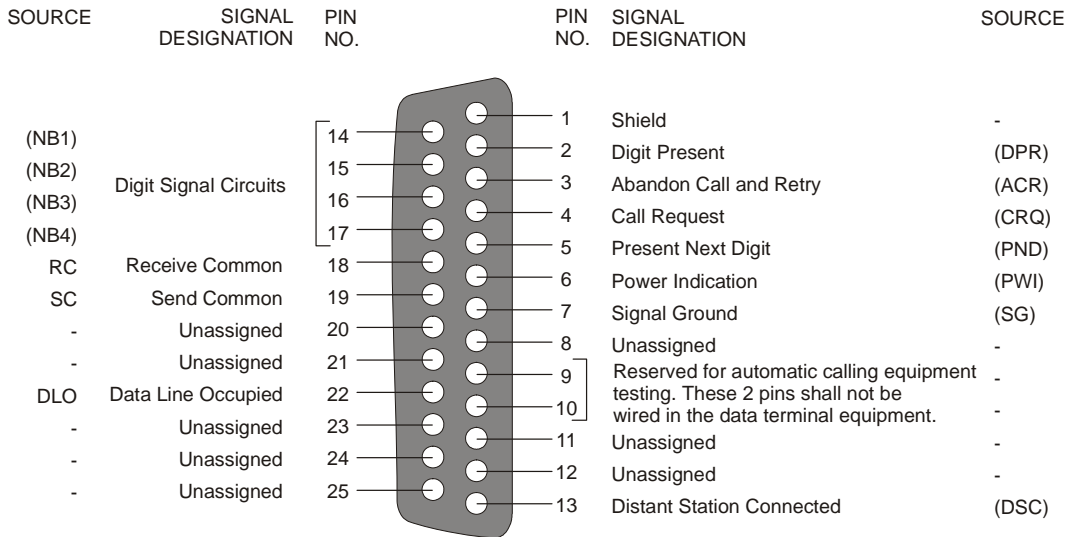 SOURCE SIGNAL DESIGNATION PIN NO. PIN NO. SIGNAL DESIGNATION SOURCE
1 Shield -
(NB1) 14
2 Digit Present (DPR)
(NB2) 15
3 Abandon Call and Retry (ACR)
Digit Signal Circuits
(NB3) 16
4 Call Request (CRQ)
(NB4) 17
5 Present Next Digit (PND)
RC Receive Common 18
6 Power Indication (PWI)
SC Send Common 19
7 Signal Ground (SG)
- Unassigned 20
8 Unassigned -
- Unassigned 21
9 Reserved for automatic calling equipment -
DLO Data Line Occupied 22
testing. These 2 pins shall not be
10 wired in the data terminal equipment. -
- Unassigned 23
11 Unassigned -
- Unassigned 24
12 Unassigned -
- Unassigned 25
13 Distant Station Connected (DSC)